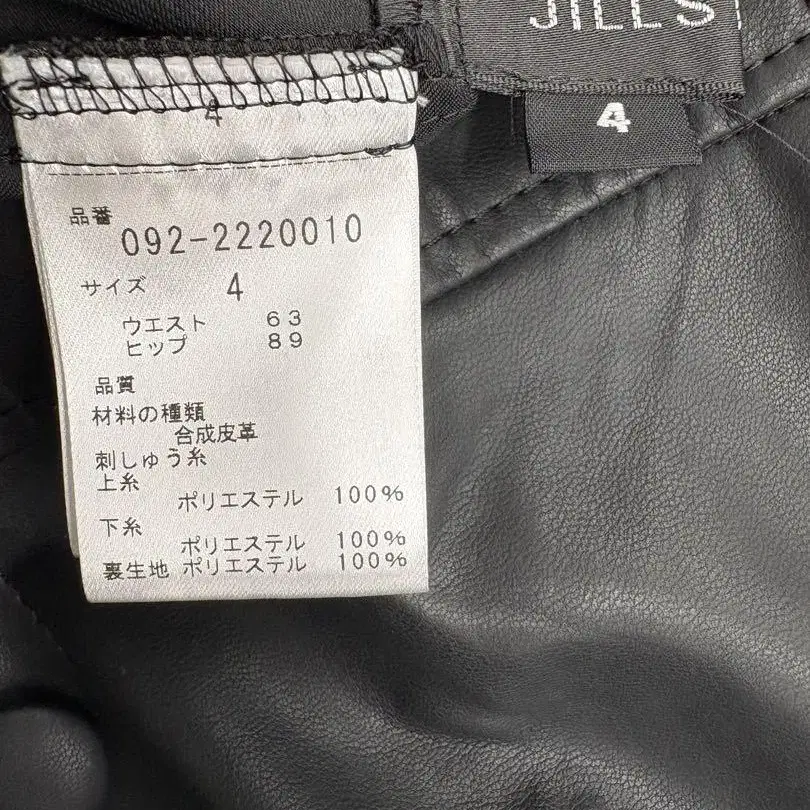 JILL S
4
4
品番
092-2220010
サイズ 4
ウエスト 63
ヒップ 89
品質
材料の種類
合成皮革
刺しゅう糸
上糸
ポリエステル 100%
下糸
ポリエステル 100%
裏生地 ポリエステル 100%